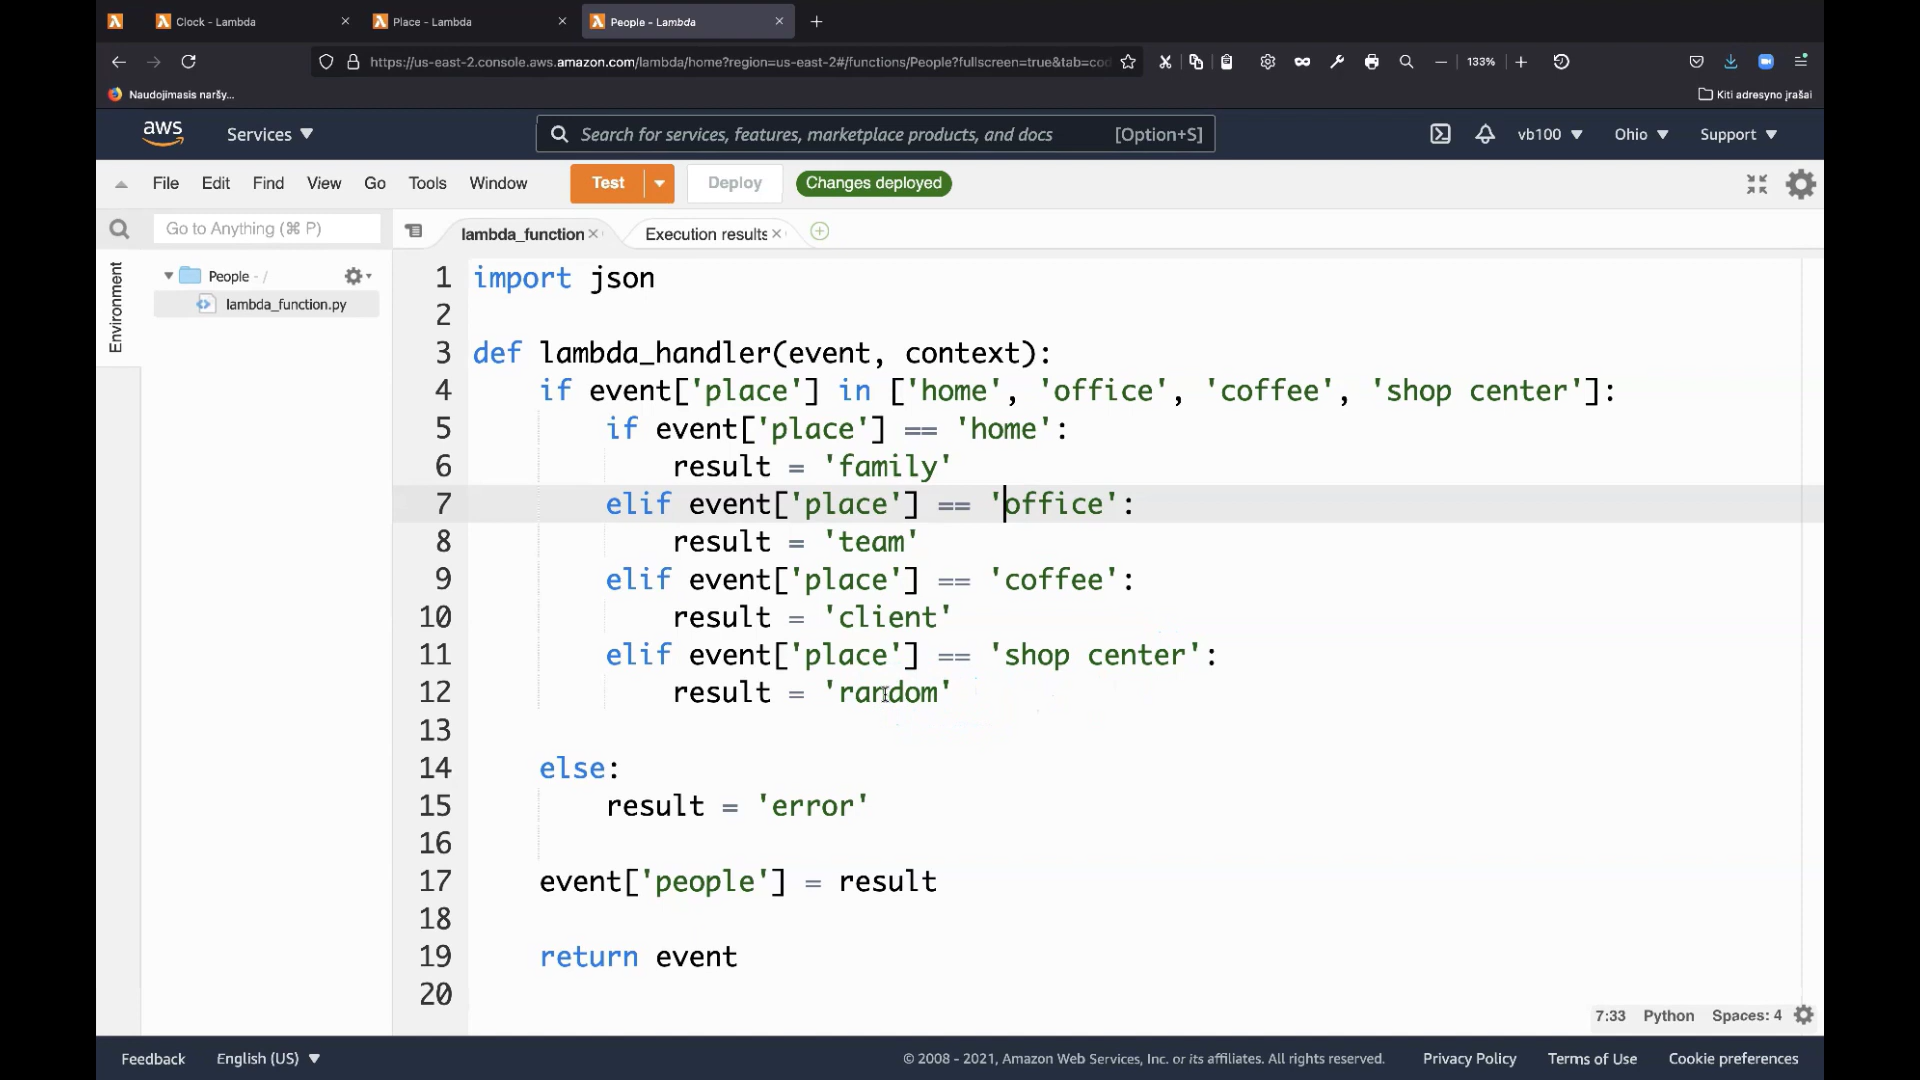 Clock - Lambda
Place - Lambda
People - Lambda
https://us-east-2.console.aws.amazon.com/lambda/home?region=us-east-2#/functions/People?fullscreen=true&tab=co
133%
Naudojimasis naršy...
Kiti adresyno įrašai
aws
Services
Search for services, features, marketplace products, and docs [Option+S]
vb100
Ohio
Support
File Edit Find View Go Tools Window
Test
Deploy
Changes deployed
Go to Anything (⌘ P)
lambda_function
Execution results
Environment
People - /
lambda_function.py
1 import json
2
3 def lambda_handler(event, context):
4     if event['place'] in ['home', 'office', 'coffee', 'shop center']:
5         if event['place'] == 'home':
6             result = 'family'
7         elif event['place'] == 'office':
8             result = 'team'
9         elif event['place'] == 'coffee':
10             result = 'client'
11         elif event['place'] == 'shop center':
12             result = 'random'
13
14     else:
15         result = 'error'
16
17     event['people'] = result
18
19     return event
20
7:33 Python Spaces: 4
Feedback English (US)
© 2008 - 2021, Amazon Web Services, Inc. or its affiliates. All rights reserved.
Privacy Policy Terms of Use Cookie preferences